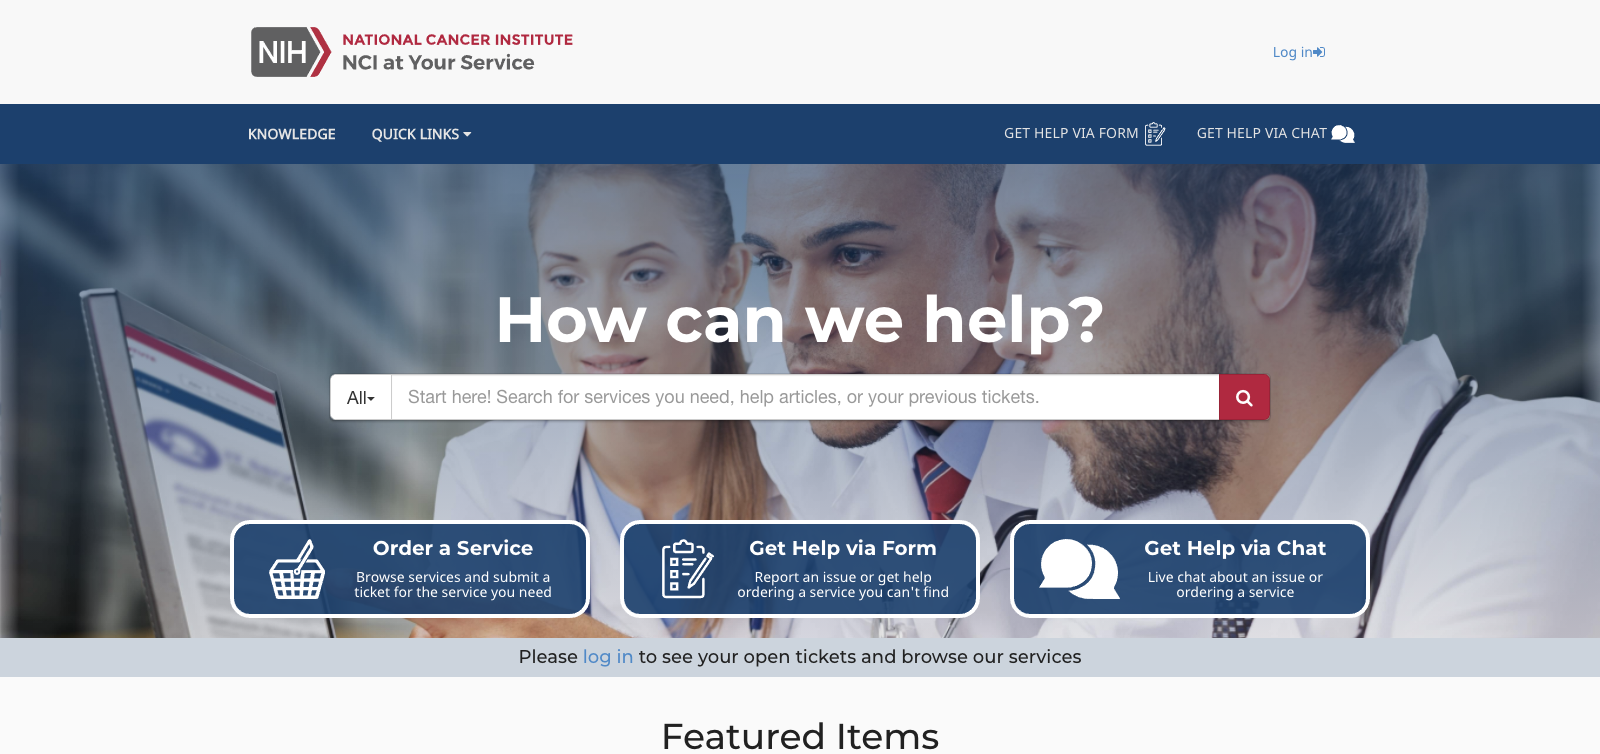 NIH NATIONAL CANCER INSTITUTE
NCI at Your Service
Log in
KNOWLEDGE QUICK LINKS GET HELP VIA FORM GET HELP VIA CHAT
How can we help?
All Start here! Search for services you need, help articles, or your previous tickets.
Order a Service
Browse services and submit a
ticket for the service you need
Get Help via Form
Report an issue or get help
ordering a service you can't find
Get Help via Chat
Live chat about an issue or
ordering a service
Please log in to see your open tickets and browse our services
Featured Items